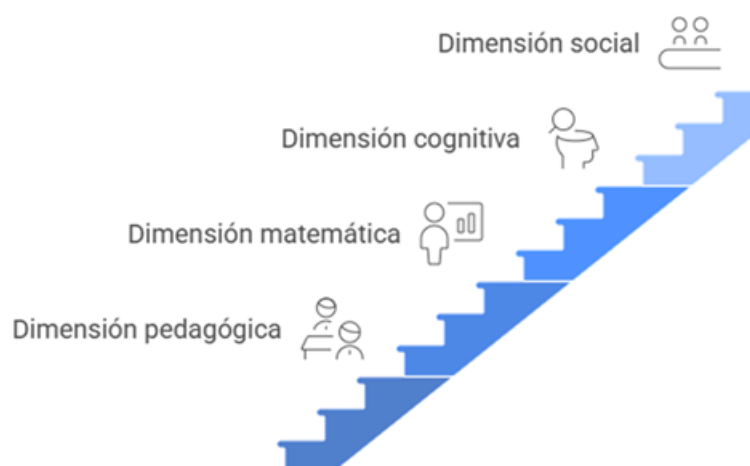 Dimensión social
Dimensión cognitiva
Dimensión matemática
Dimensión pedagógica